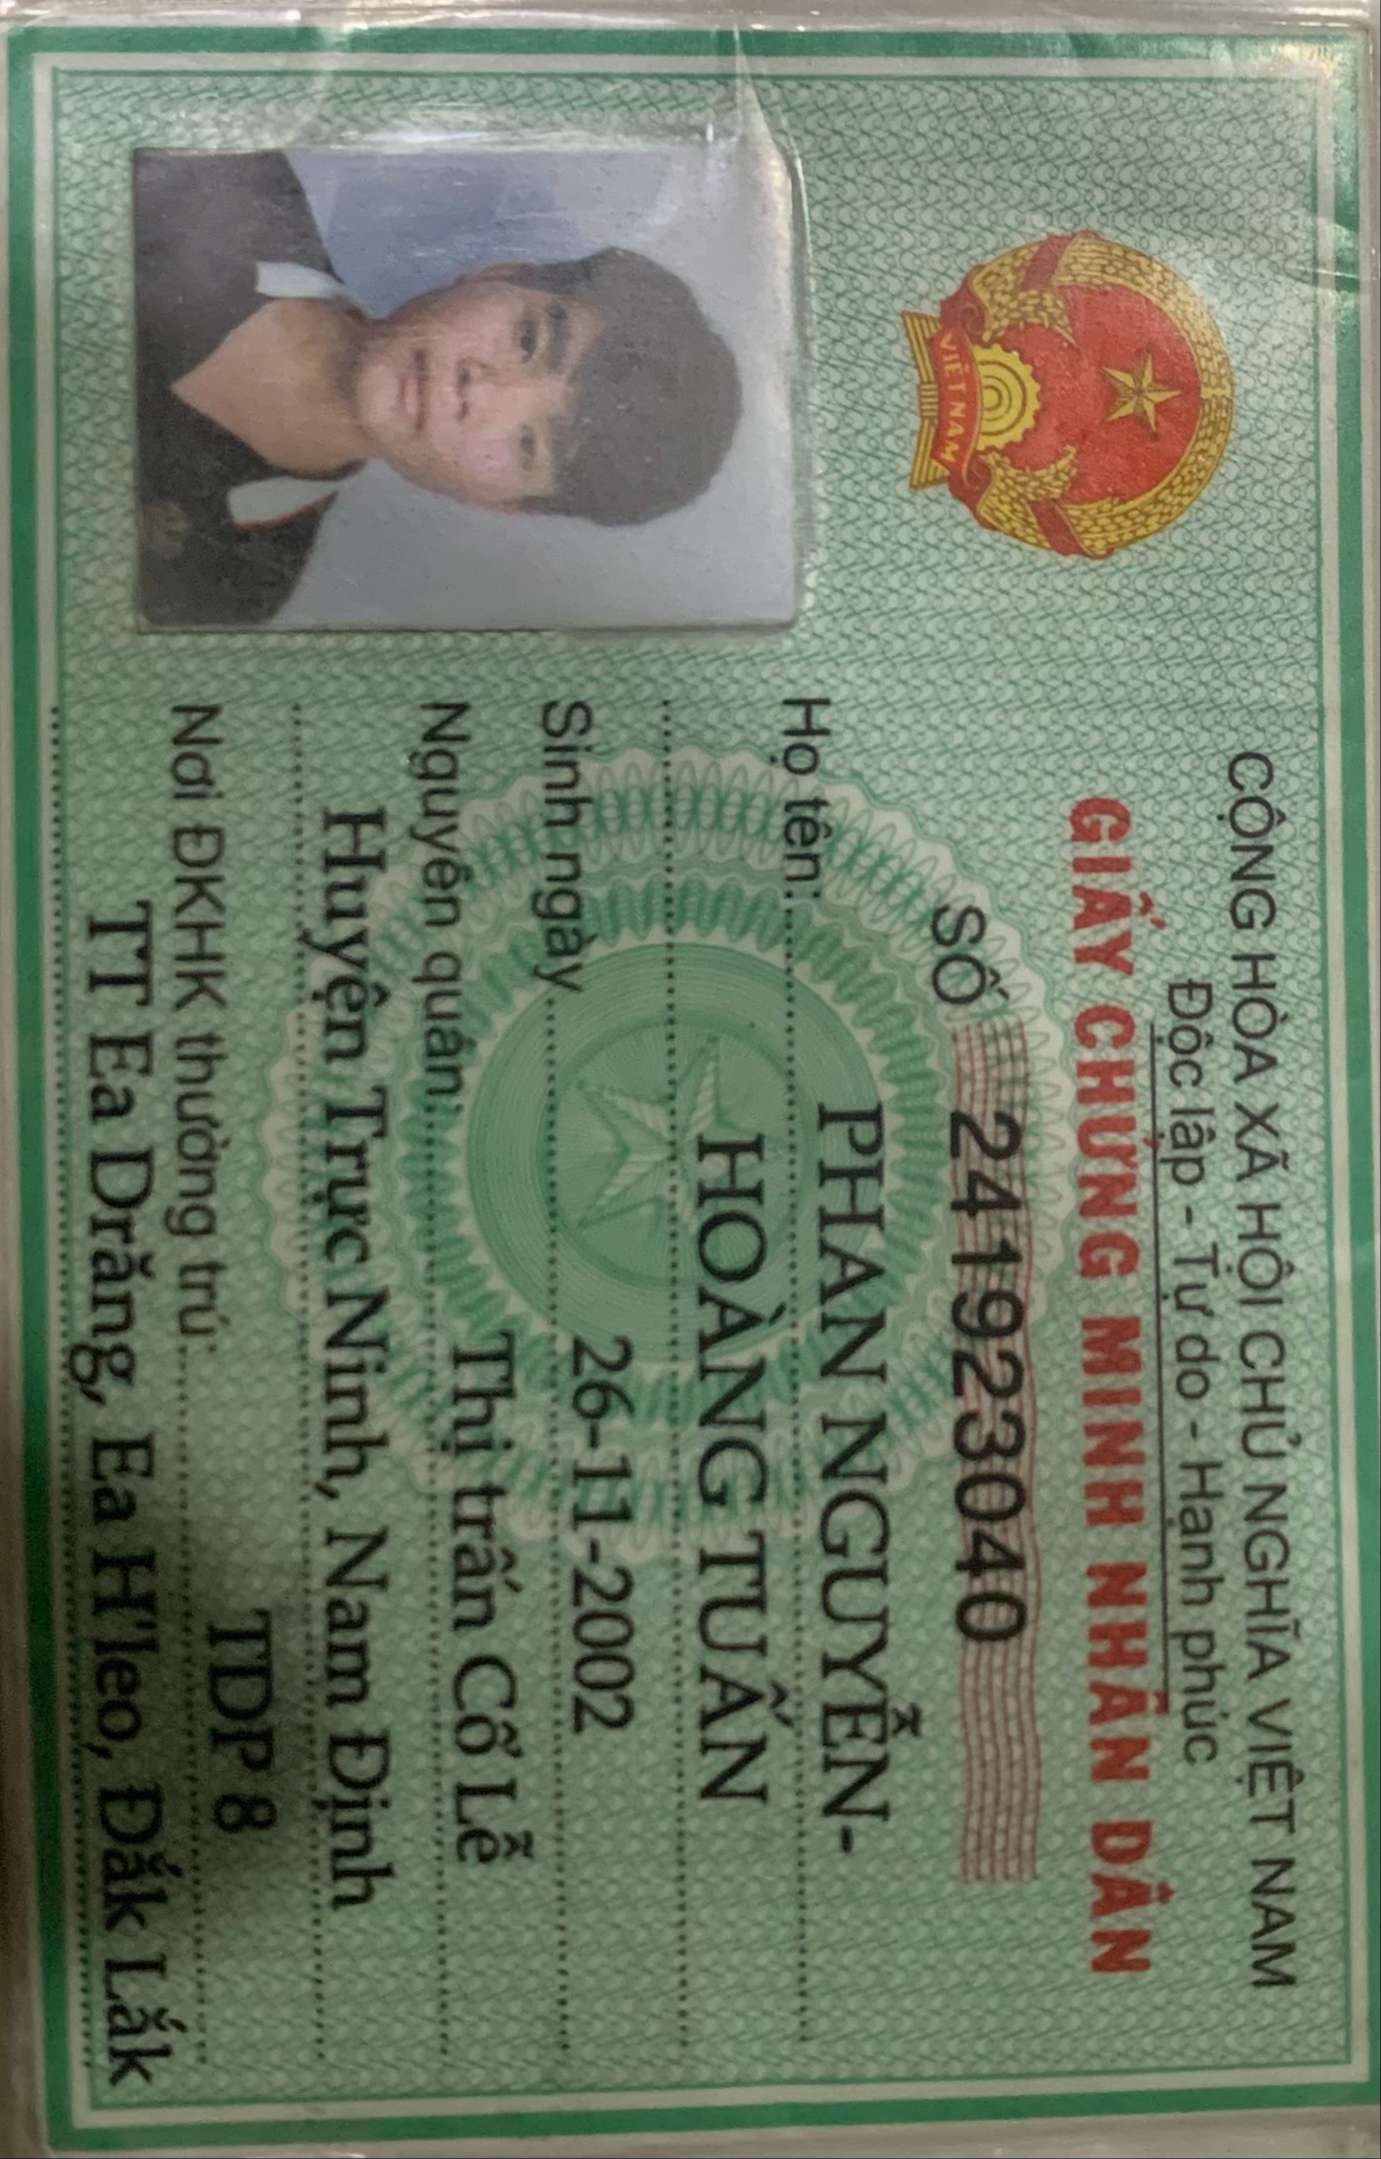 CỘNG HÒA XÃ HỘI CHỦ NGHĨA VIỆT NAM
Độc lập - Tự do - Hạnh phúc
GIẤY CHỨNG MINH NHÂN DÂN
SỐ 241923040
Họ tên: PHAN NGUYỄN-
HOÀNG TUẤN
Sinh ngày 26-11-2002
Nguyên quán: Thị trấn Cổ Lễ
Huyện Trực Ninh, Nam Định
Nơi ĐKHK thường trú: TDP 8
TT Ea Drăng, Ea H'leo, Đắk Lắk
VIỆT NAM